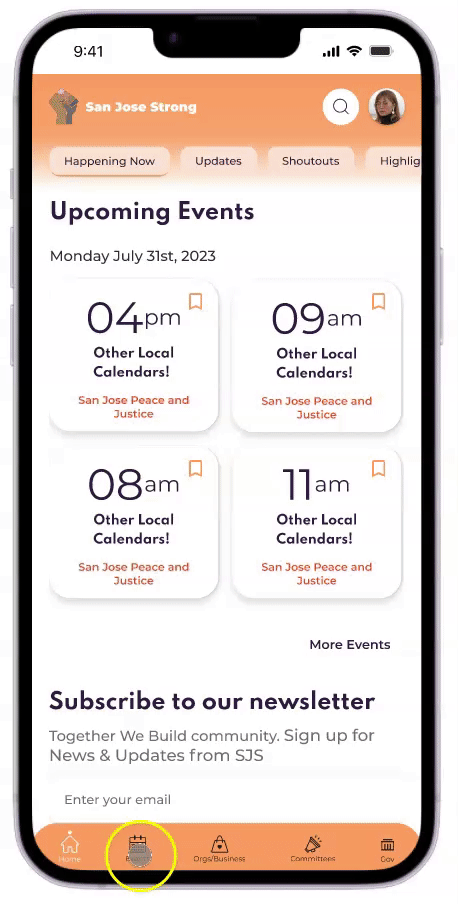 9:41
San Jose Strong
Happening Now Updates Shoutouts Highlig
Upcoming Events
Monday July 31st, 2023
04pm
Other Local
Calendars!
San Jose Peace and
Justice
09am
Other Local
Calendars!
San Jose Peace and
Justice
08am
Other Local
Calendars!
San Jose Peace and
Justice
11am
Other Local
Calendars!
San Jose Peace and
Justice
More Events
Subscribe to our newsletter
Together We Build community. Sign up for
News & Updates from SJS
Enter your email
Home Orgs/Business Committees Gov